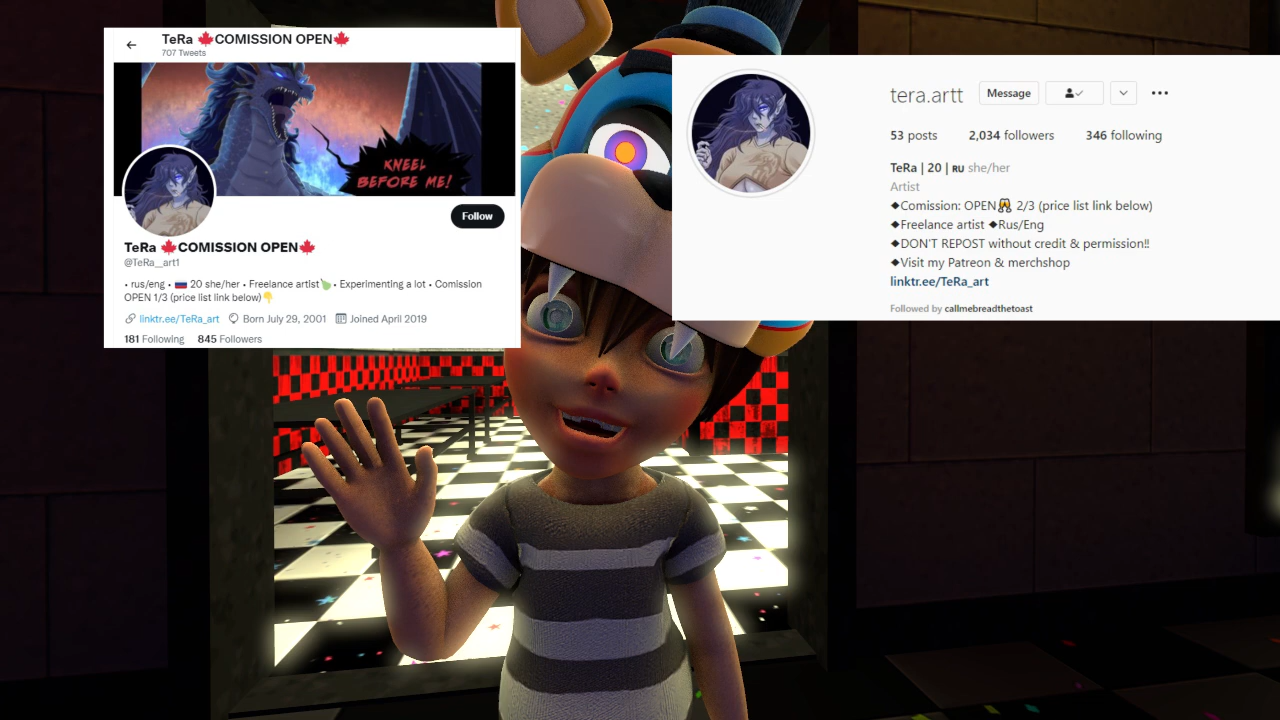 TeRa 🍁COMISSION OPEN🍁
707 Tweets
KNEEL
BEFORE ME!
Follow
TeRa 🍁COMISSION OPEN🍁
@TeRa__art1
• rus/eng • 🇷🇺 20 she/her • Freelance artist🍃 • Experimenting a lot • Comission
OPEN 1/3 (price list link below)👇
linktr.ee/TeRa_art Born July 29, 2001 Joined April 2019
181 Following 845 Followers
tera.artt Message
53 posts 2,034 followers 346 following
TeRa | 20 | ʀᴜ she/her
Artist
◆Comission: OPEN 2/3 (price list link below)
◆Freelance artist ◆Rus/Eng
◆DON'T REPOST without credit & permission!!
◆Visit my Patreon & merchshop
linktr.ee/TeRa_art
Followed by callmebreadthetoast